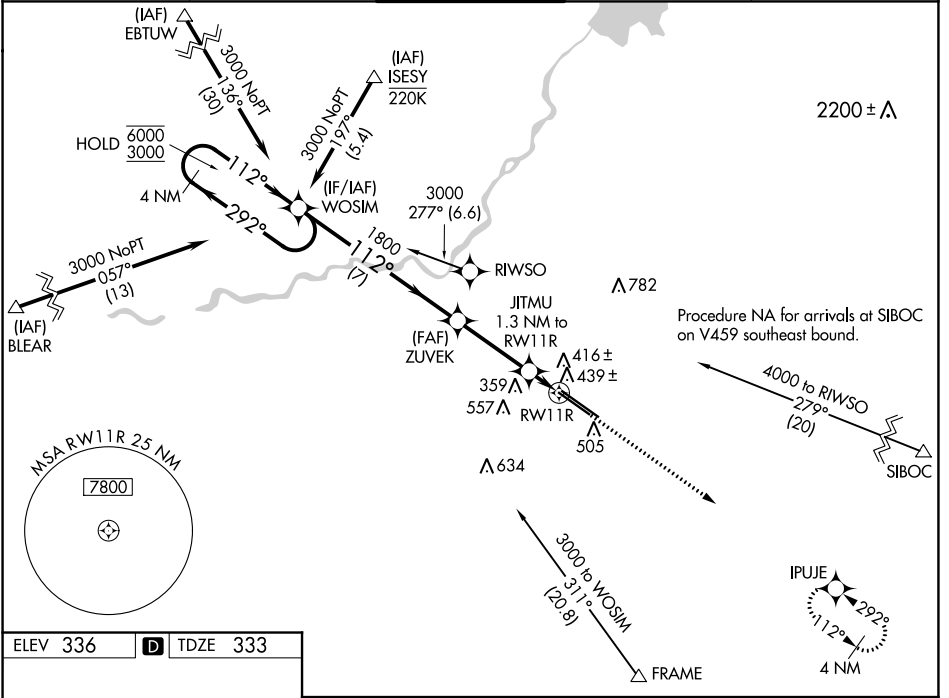 (IAF)
EBTUW
3000 NoPT
136°
(30)
(IAF)
ISESY
220K
3000 NoPT
197°
(5.4)
2200 ±
HOLD
6000
3000
4 NM
112°
292°
(IF/IAF)
WOSIM
3000
277° (6.6)
1800
RIWSO
112°
(7)
3000 NoPT
057°
(13)
(IAF)
BLEAR
782
JITMU
1.3 NM to
RW11R
(FAF)
ZUVEK
Procedure NA for arrivals at SIBOC
on V459 southeast bound.
416 ±
439 ±
359
557
RW11R
505
634
4000 to RIWSO
279°
(20)
SIBOC
MSA RW11R 25 NM
7800
3000 to WOSIM
311°
(20.8)
FRAME
IPUJE
292°
112°
4 NM
ELEV 336 D TDZE 333